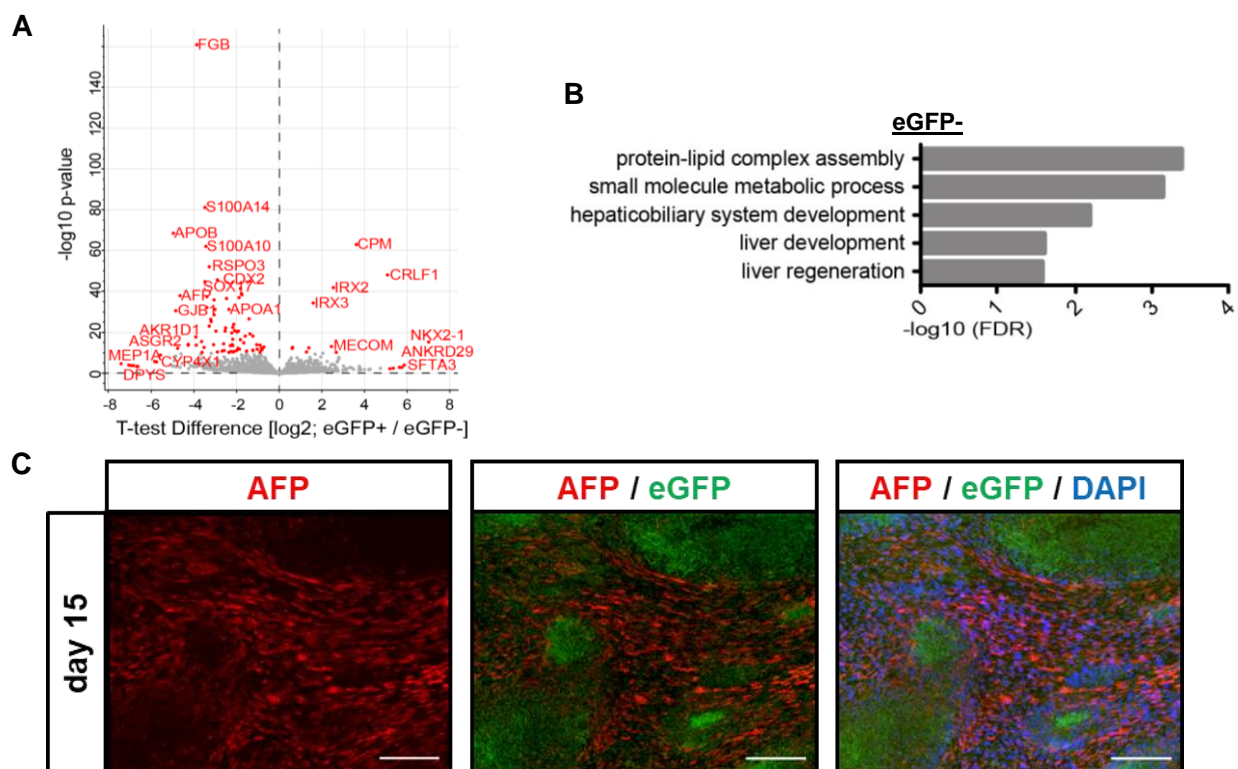 A
FGB
S100A14
APOB
S100A10
CPM
RSPO3
CDX2
CRLF1
SOX17
IRX2
AFP
IRX3
GJB1
APOA1
AKR1D1
NKX2-1
ASGR2
MECOM
ANKRD29
MEP1A
CYP4X1
SFTA3
DPYS
140
120
100
80
60
40
20
0
-log10 p-value
-8 -6 -4 -2 0 2 4 6 8
T-test Difference [log2; eGFP+ / eGFP-]
B
eGFP-
protein-lipid complex assembly
small molecule metabolic process
hepaticobiliary system development
liver development
liver regeneration
0 1 2 3 4
-log10 (FDR)
C
AFP
AFP / eGFP
AFP / eGFP / DAPI
day 15